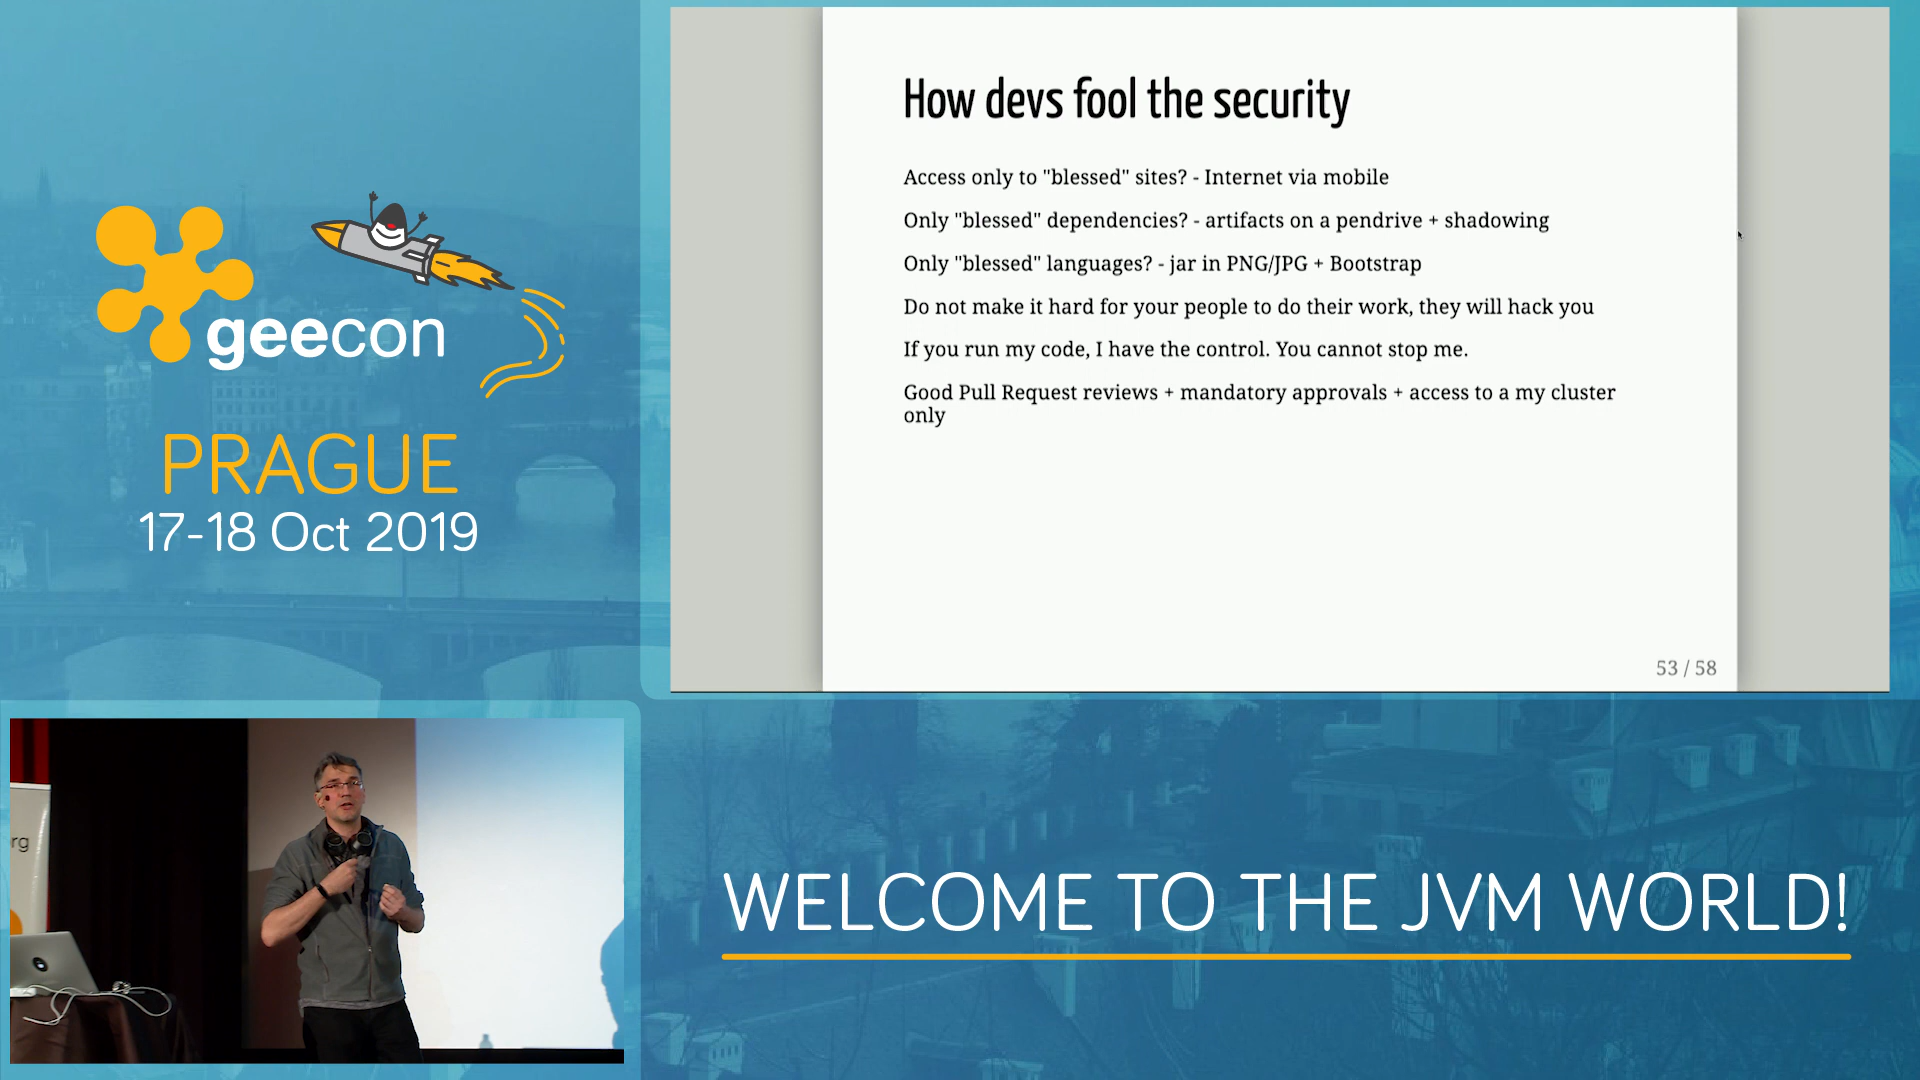 geecon
PRAGUE
17-18 Oct 2019
How devs fool the security
Access only to "blessed" sites? - Internet via mobile
Only "blessed" dependencies? - artifacts on a pendrive + shadowing
Only "blessed" languages? - jar in PNG/JPG + Bootstrap
Do not make it hard for your people to do their work, they will hack you
If you run my code, I have the control. You cannot stop me.
Good Pull Request reviews + mandatory approvals + access to a my cluster
only
53 / 58
rg
WELCOME TO THE JVM WORLD!